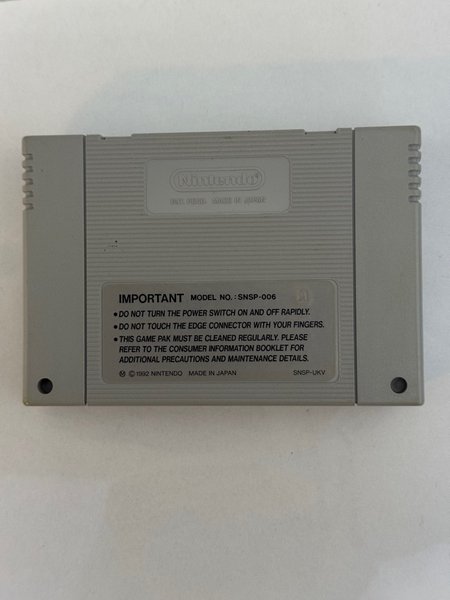 Nintendo
PAT. PEND. MADE IN JAPAN
IMPORTANT MODEL NO.: SNSP-006
• DO NOT TURN THE POWER SWITCH ON AND OFF RAPIDLY.
• DO NOT TOUCH THE EDGE CONNECTOR WITH YOUR FINGERS.
• THIS GAME PAK MUST BE CLEANED REGULARLY. PLEASE
REFER TO THE CONSUMER INFORMATION BOOKLET FOR
ADDITIONAL PRECAUTIONS AND MAINTENANCE DETAILS.
Ⓜ ©1992 NINTENDO MADE IN JAPAN SNSP-UKV